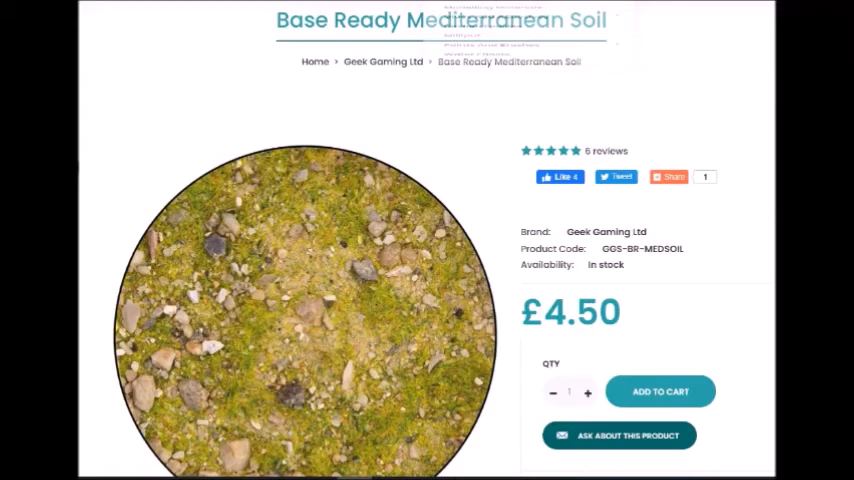 Base Ready Mediterranean Soil
Home > Geek Gaming Ltd > Base Ready Mediterranean Soil
6 reviews
Like 4 Tweet Share 1
Brand: Geek Gaming Ltd
Product Code: GGS-BR-MEDSOIL
Availability: In stock
£4.50
QTY
- 1 +
ADD TO CART
ASK ABOUT THIS PRODUCT